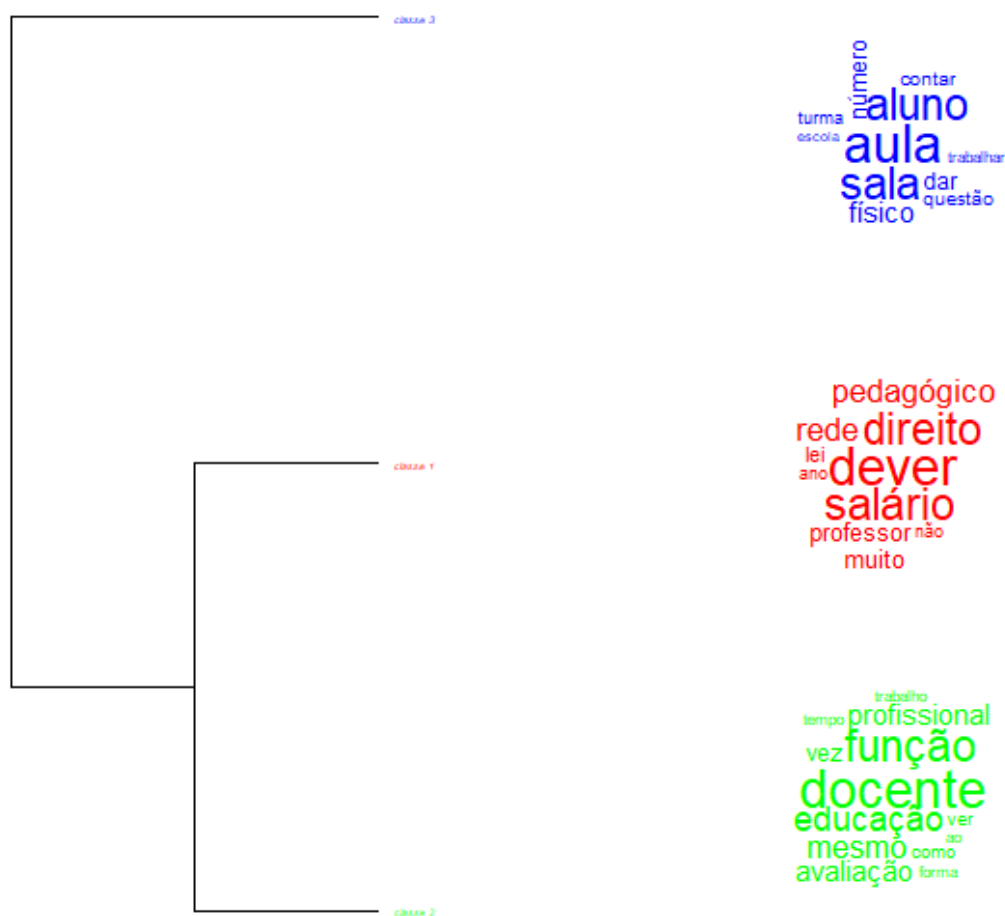 classe 3
número
contar
aluno
turma
escola
aula
trabalhar
sala
dar
questão
físico
classe 1
pedagógico
rede direito
lei
ano
dever
salário
professor não
muito
trabalho
tempo profissional
vez função
docente
educação ver
ao
mesmo como
avaliação forma
classe 2